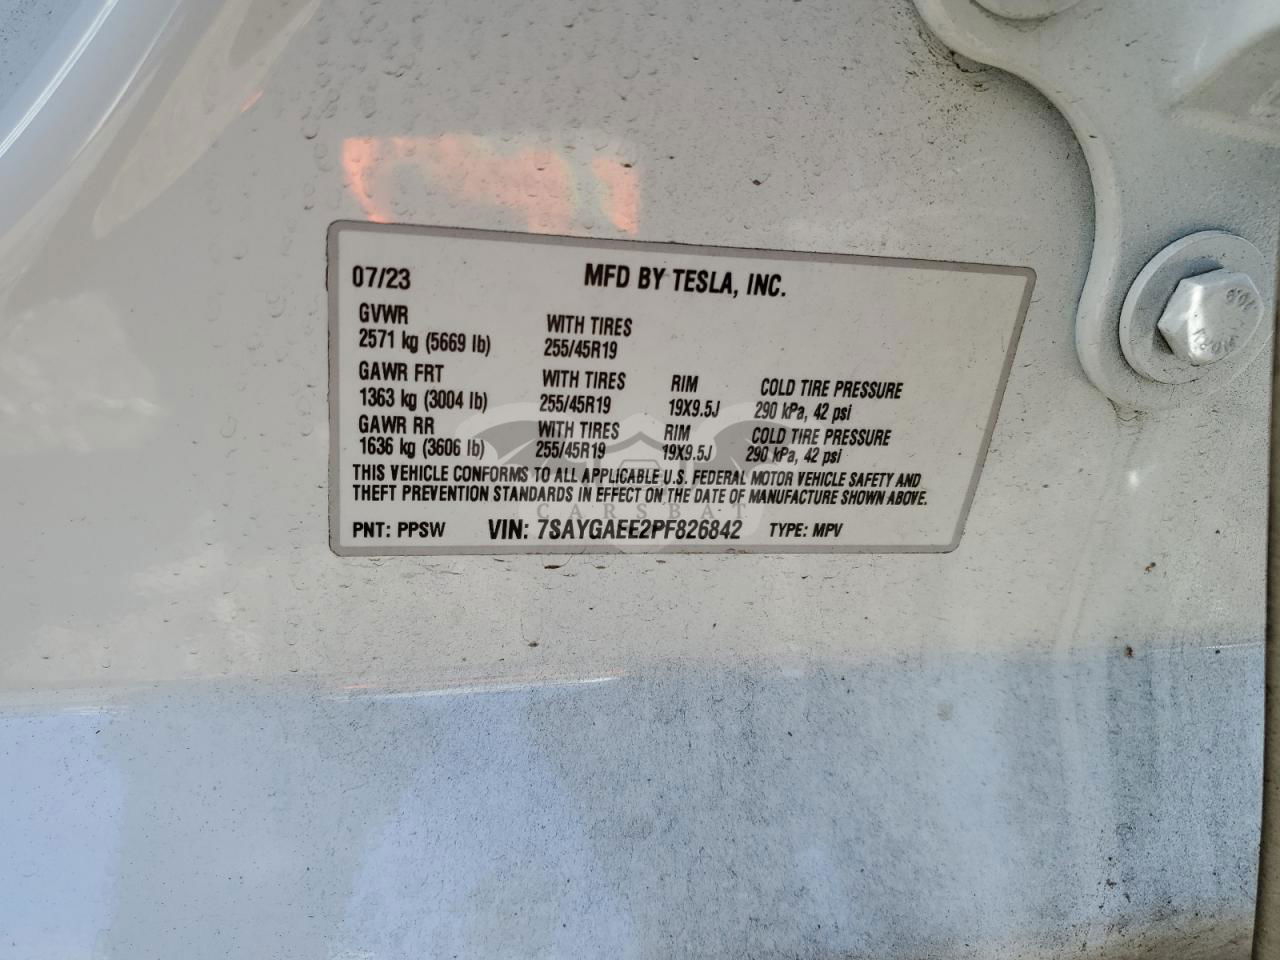 07/23 MFD BY TESLA, INC.
GVWR
2571 kg (5669 lb)
WITH TIRES
255/45R19
GAWR FRT WITH TIRES RIM COLD TIRE PRESSURE
1363 kg (3004 lb) 255/45R19 19X9.5J 290 kPa, 42 psi
GAWR RR WITH TIRES RIM COLD TIRE PRESSURE
1636 kg (3606 lb) 255/45R19 19X9.5J 290 kPa, 42 psi
THIS VEHICLE CONFORMS TO ALL APPLICABLE U.S. FEDERAL MOTOR VEHICLE SAFETY AND
THEFT PREVENTION STANDARDS IN EFFECT ON THE DATE OF MANUFACTURE SHOWN ABOVE.
CARSBAT
PNT: PPSW VIN: 7SAYGAEE2PF826842 TYPE: MPV